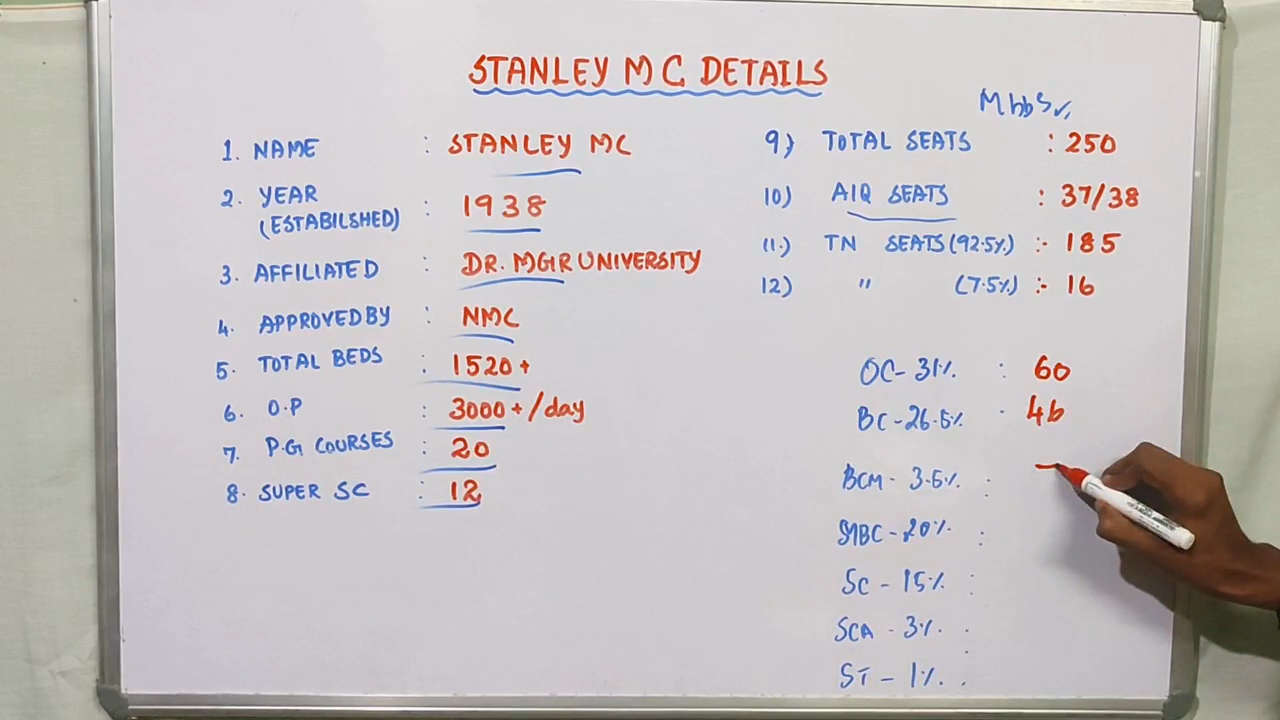 STANLEY MC DETAILS
1. NAME : STANLEY MC
2. YEAR (ESTABILSHED) : 1938
3. AFFILIATED : DR. MGR UNIVERSITY
4. APPROVED BY : NMC
5. TOTAL BEDS : 1520+
6. O.P : 3000+/day
7. P.G COURSES : 20
8. SUPER SC : 12
MbbS
9) TOTAL SEATS : 250
10) AIQ SEATS : 37/38
11.) TN SEATS (92.5%) :- 185
12) " (7.5%) :- 16
OC - 31% : 60
BC - 26.5% : 46
BCM - 3.5% :
MBC - 20% :
SC - 15% :
SCA - 3% :
ST - 1% :